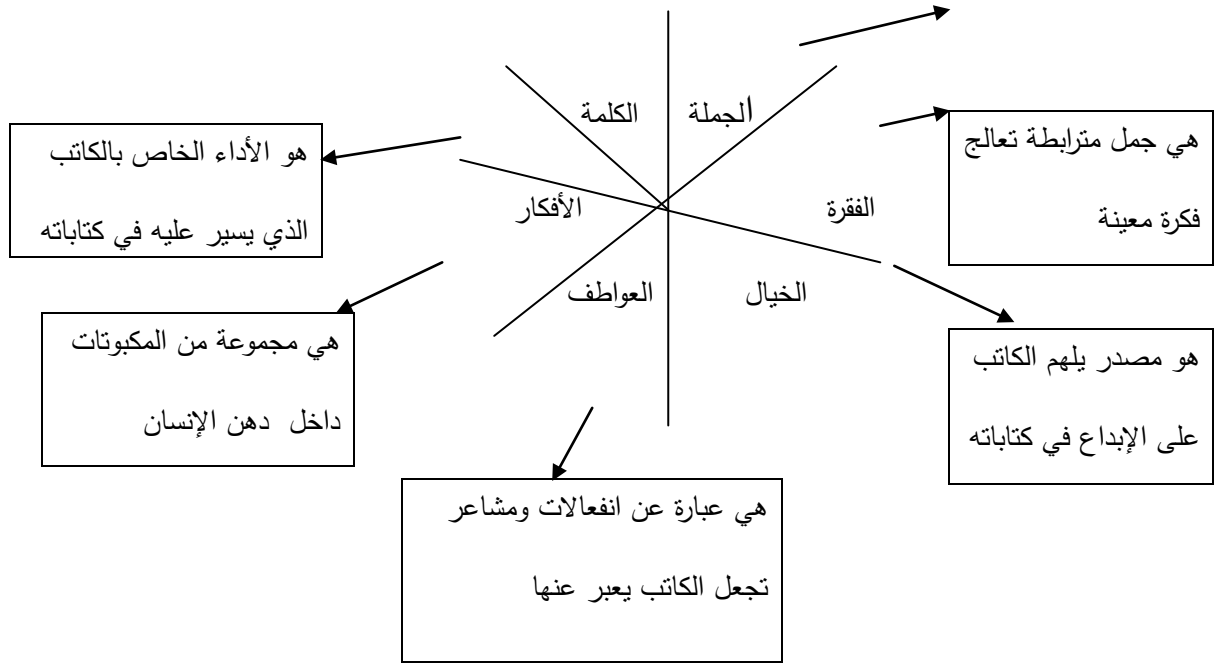 الجملة
الكلمة
هي جمل مترابطة تعالج
فكرة معينة
هو الأداء الخاص بالكاتب
الذي يسير عليه في كتاباته
الفقرة
الأفكار
الخيال
العواطف
هو مصدر يلهم الكاتب
على الإبداع في كتاباته
هي مجموعة من المكبوتات
داخل دهن الإنسان
هي عبارة عن انفعالات ومشاعر
تجعل الكاتب يعبر عنها